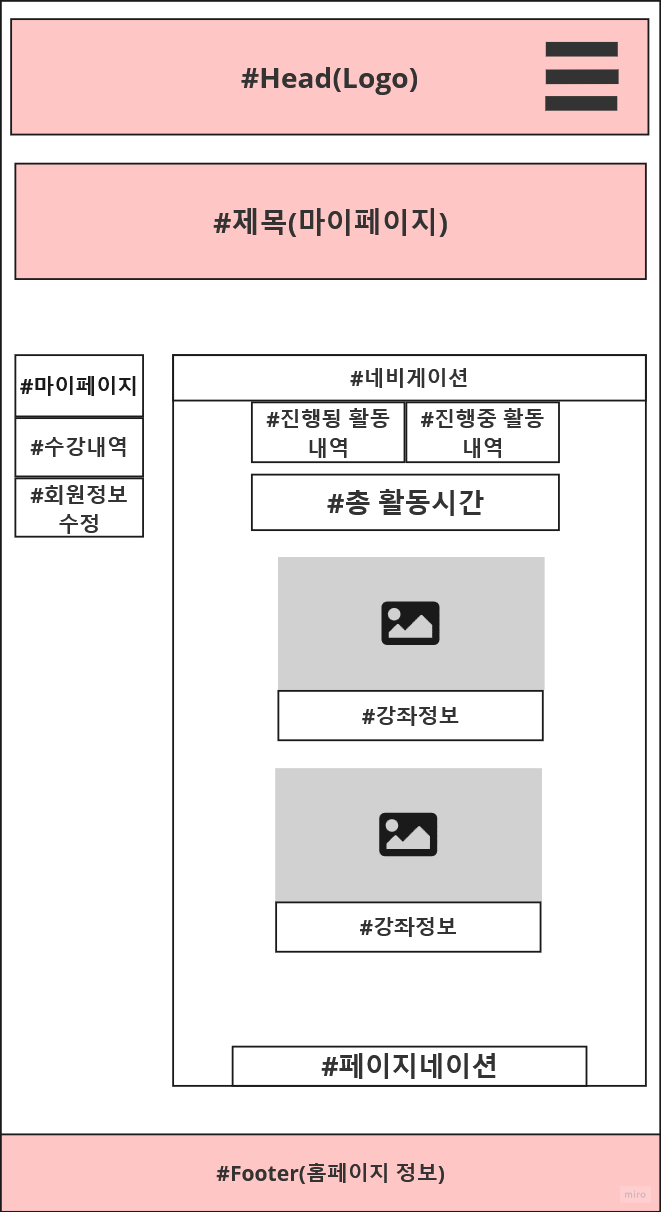 #Head(Logo)
#제목(마이페이지)
#마이페이지
#수강내역
#회원정보
수정
#네비게이션
#진행됭 활동
내역
#진행중 활동
내역
#총 활동시간
#강좌정보
#강좌정보
#페이지네이션
#Footer(홈페이지 정보)
miro